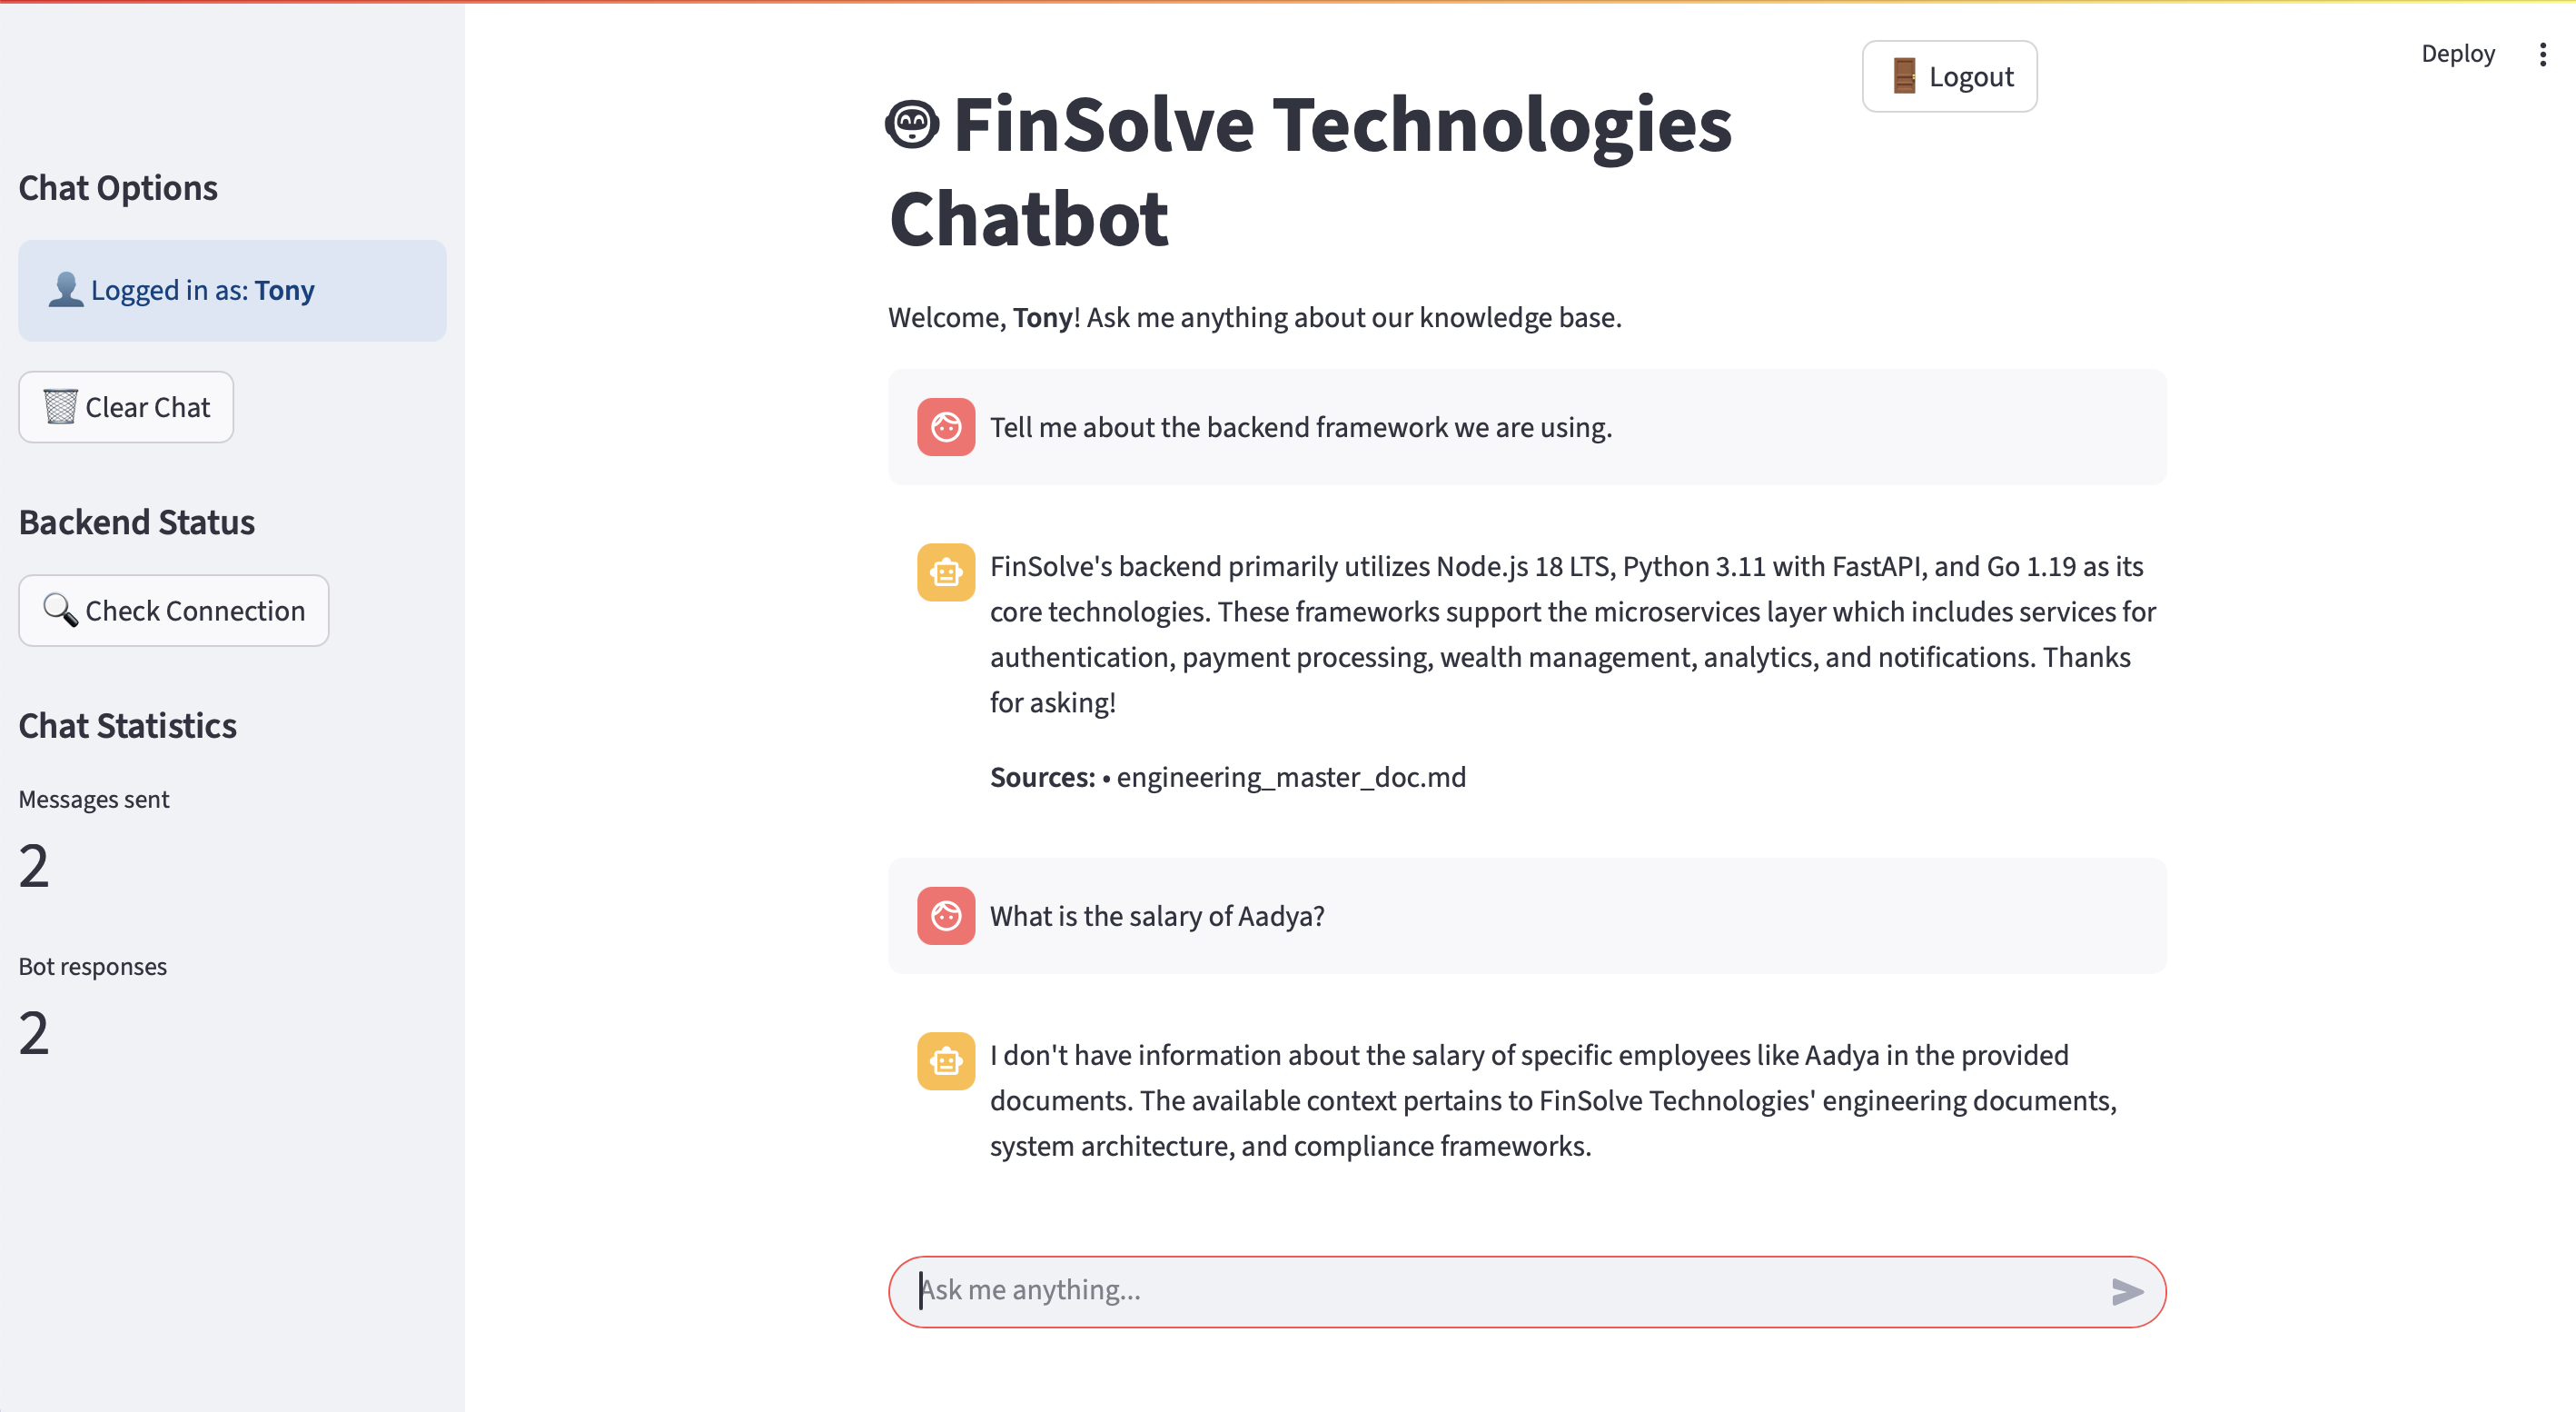 Deploy
Logout
FinSolve Technologies
Chatbot
Chat Options
Logged in as: Tony
Clear Chat
Backend Status
Check Connection
Chat Statistics
Messages sent
2
Bot responses
2
Welcome, Tony! Ask me anything about our knowledge base.
Tell me about the backend framework we are using.
FinSolve's backend primarily utilizes Node.js 18 LTS, Python 3.11 with FastAPI, and Go 1.19 as its
core technologies. These frameworks support the microservices layer which includes services for
authentication, payment processing, wealth management, analytics, and notifications. Thanks
for asking!
Sources: • engineering_master_doc.md
What is the salary of Aadya?
I don't have information about the salary of specific employees like Aadya in the provided
documents. The available context pertains to FinSolve Technologies' engineering documents,
system architecture, and compliance frameworks.
Ask me anything...